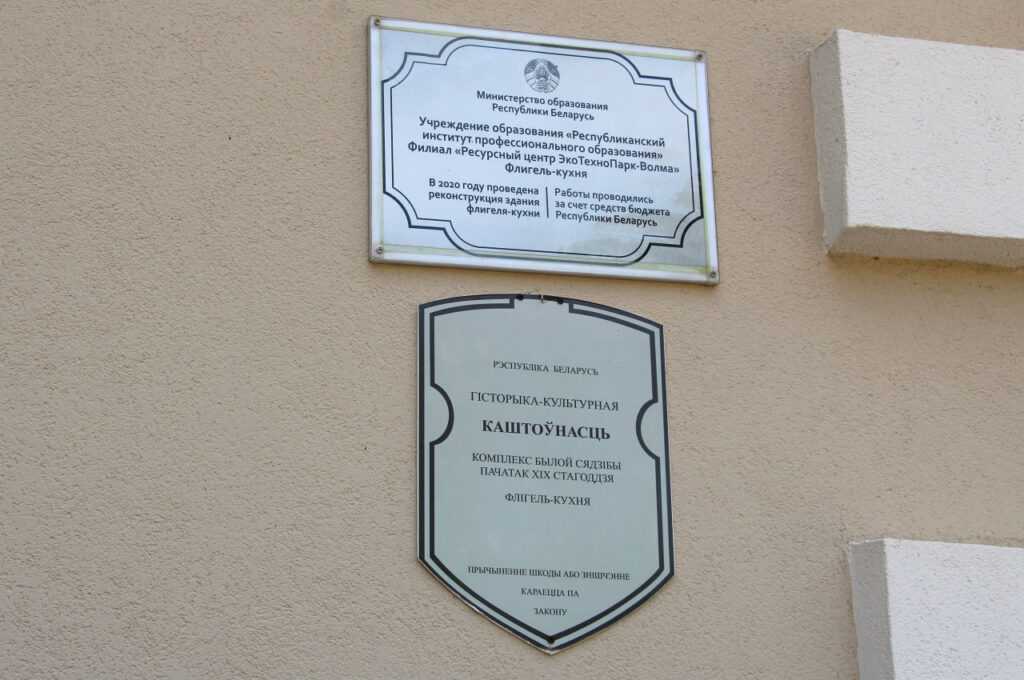 Министерство образования
Республики Беларусь
Учреждение образования «Республиканский
институт профессионального образования»
Филиал «Ресурсный центр ЭкоТехноПарк-Волма»
Флигель-кухня
В 2020 году проведена
реконструкция здания
флигеля-кухни
Работы проводились
за счет средств бюджета
Республики Беларусь
РЭСПУБЛІКА БЕЛАРУСЬ
ГІСТОРЫКА-КУЛЬТУРНАЯ
КАШТОЎНАСЦЬ
КОМПЛЕКС БЫЛОЙ СЯДЗІБЫ
ПАЧАТАК XIX СТАГОДДЗЯ
ФЛІГЕЛЬ-КУХНЯ
ПРЫЧЫНЕННЕ ШКОДЫ АБО ЗНІШЧЭННЕ
КАРАЕЦЦА ПА
ЗАКОНУ